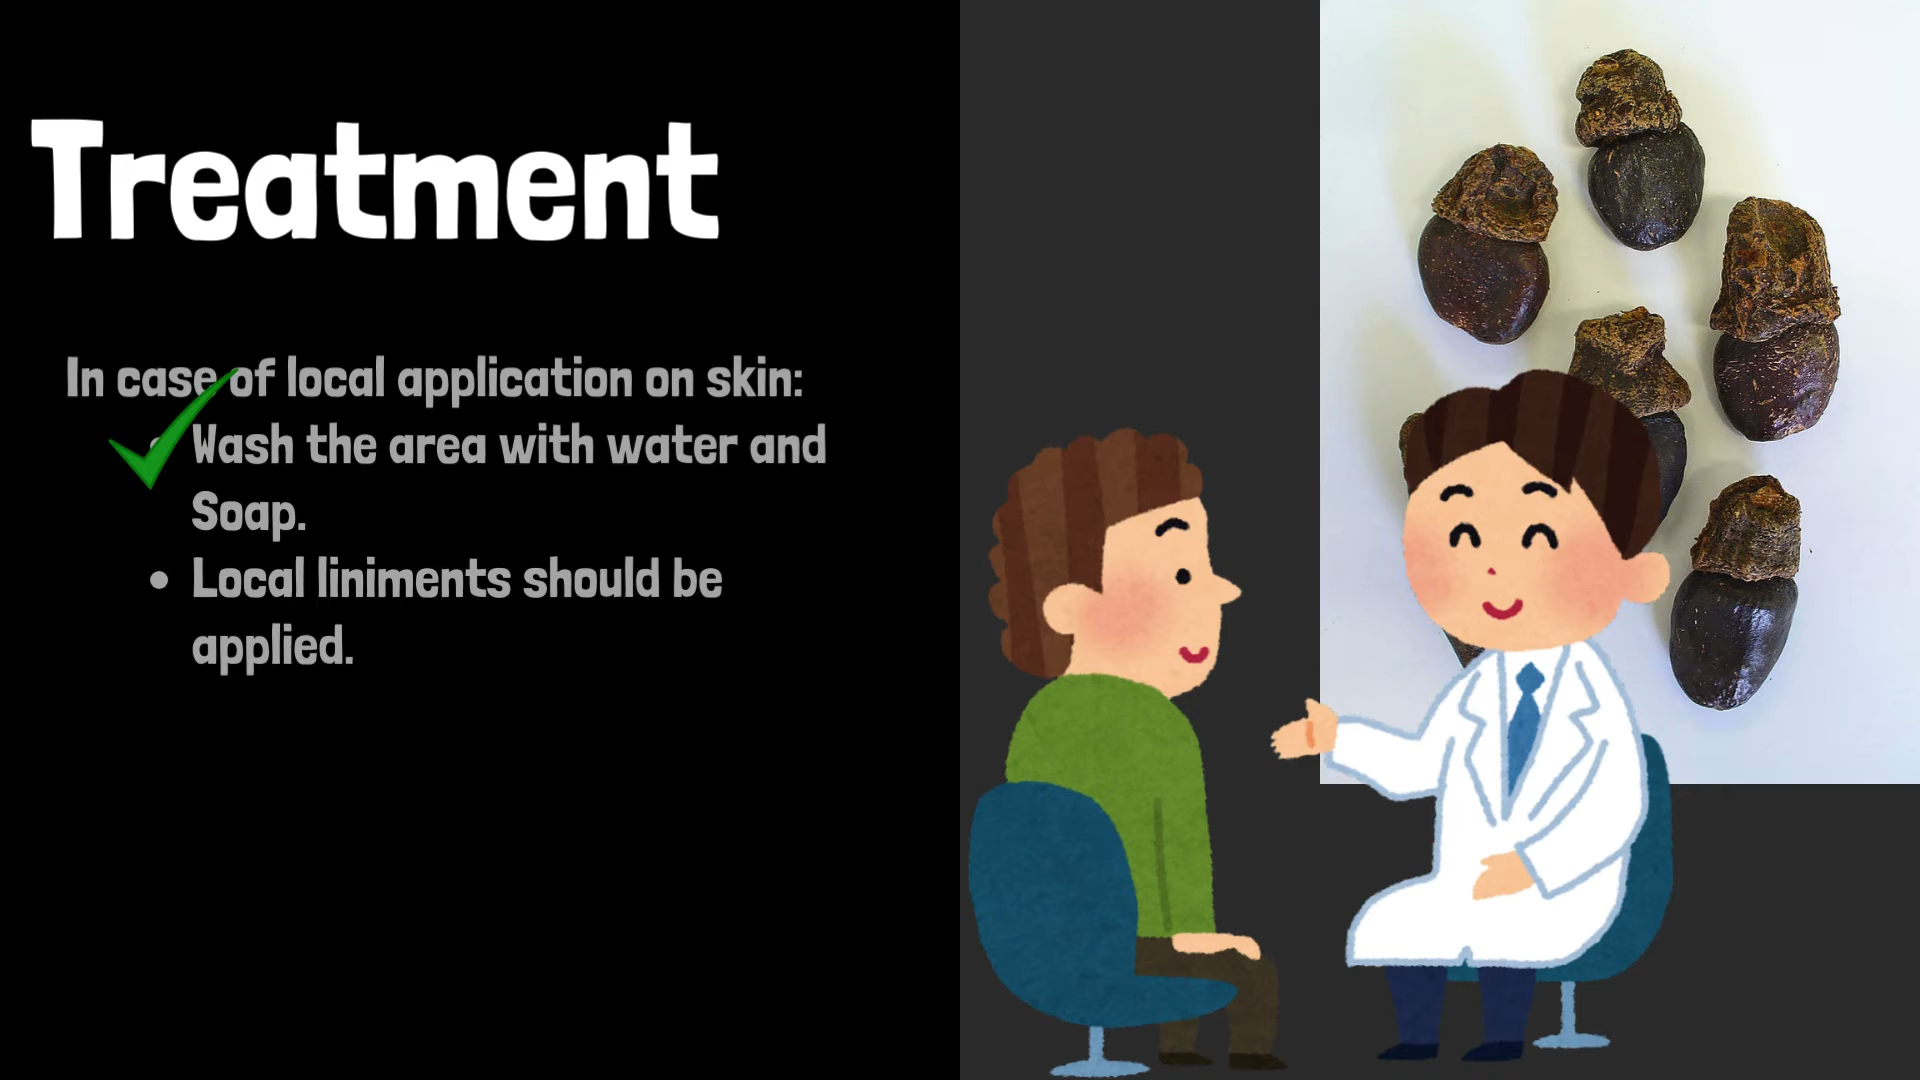 Treatment
In case of local application on skin:
Wash the area with water and
Soap.
• Local liniments should be
applied.